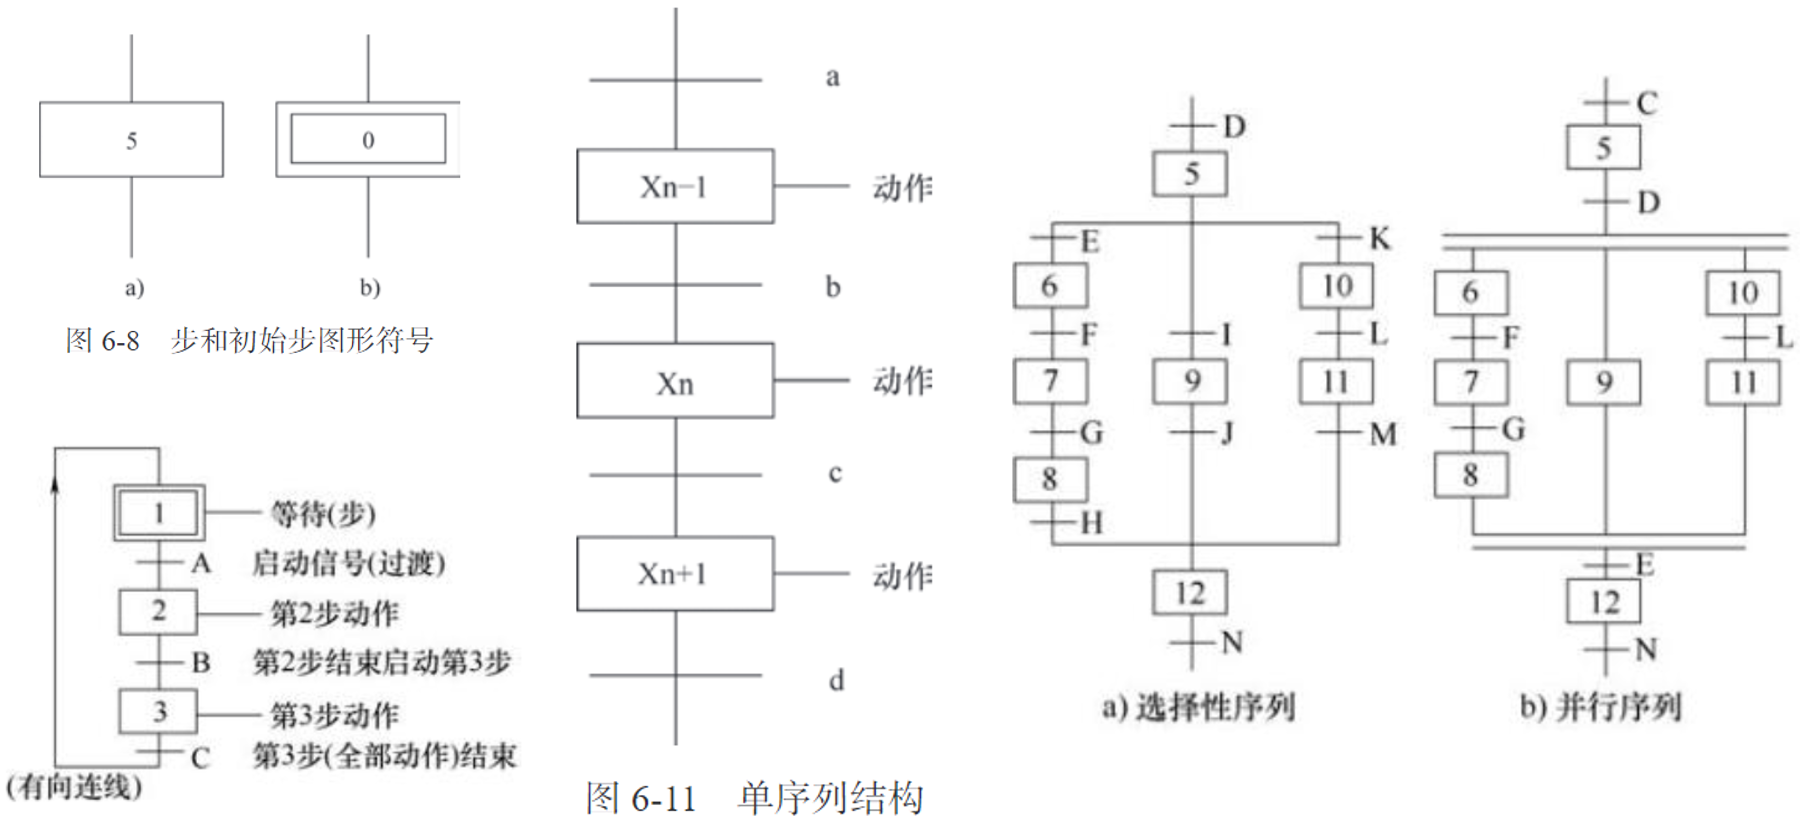 5
0
a)
b)
图 6-8 步和初始步图形符号
1
等待(步)
A 启动信号(过渡)
2
第2步动作
B 第2步结束启动第3步
3
第3步动作
C 第3步(全部动作)结束
(有向连线)
a
Xn−1
动作
b
Xn
动作
c
Xn+1
动作
d
图 6-11 单序列结构
D
5
E
K
6
10
F
I
L
7
9
11
G
J
M
8
H
12
N
a) 选择性序列
C
5
D
6
10
F
L
7
9
11
G
8
E
12
N
b) 并行序列